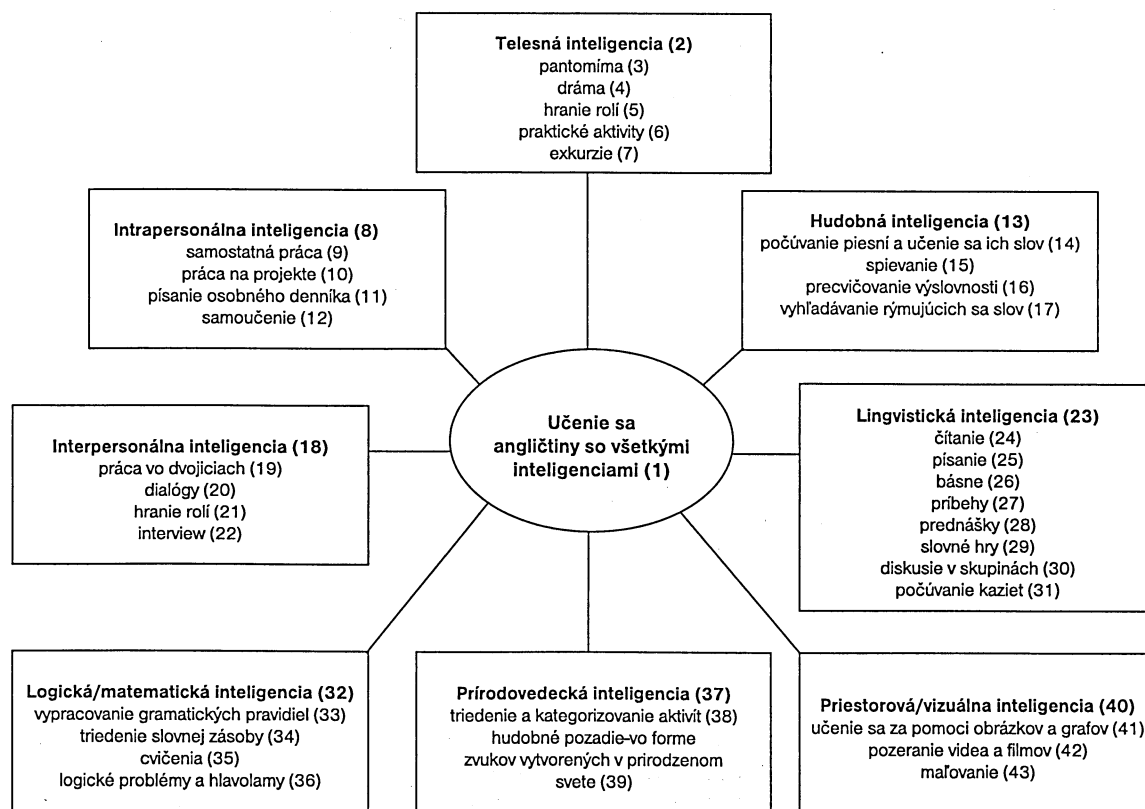 Telesná inteligencia (2)
pantomíma (3)
dráma (4)
hranie rolí (5)
praktické aktivity (6)
exkurzie (7)
Intrapersonálna inteligencia (8)
samostatná práca (9)
práca na projekte (10)
písanie osobného denníka (11)
samoučenie (12)
Hudobná inteligencia (13)
počúvanie piesní a učenie sa ich slov (14)
spievanie (15)
precvičovanie výslovnosti (16)
vyhľadávanie rýmujúcich sa slov (17)
Učenie sa
angličtiny so všetkými
inteligenciami (1)
Interpersonálna inteligencia (18)
práca vo dvojiciach (19)
dialógy (20)
hranie rolí (21)
interview (22)
Lingvistická inteligencia (23)
čítanie (24)
písanie (25)
básne (26)
príbehy (27)
prednášky (28)
slovné hry (29)
diskusie v skupinách (30)
počúvanie kaziet (31)
Logická/matematická inteligencia (32)
vypracovanie gramatických pravidiel (33)
triedenie slovnej zásoby (34)
cvičenia (35)
logické problémy a hlavolamy (36)
Prírodovedecká inteligencia (37)
triedenie a kategorizovanie aktivít (38)
hudobné pozadie-vo forme
zvukov vytvorených v prirodzenom
svete (39)
Priestorová/vizuálna inteligencia (40)
učenie sa za pomoci obrázkov a grafov (41)
pozeranie videa a filmov (42)
maľovanie (43)